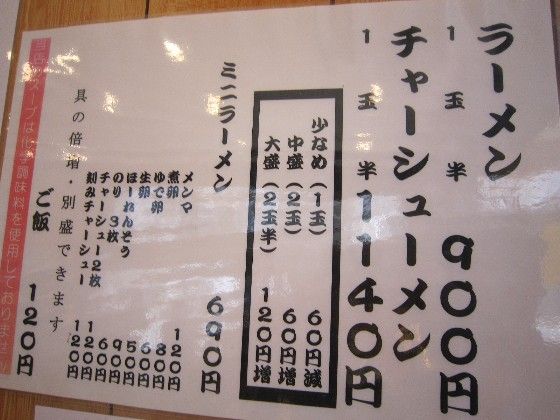 ラーメン
1玉半 900円
チャーシューメン
1玉半 1140円
少なめ（1玉） 60円減
中盛（2玉） 60円増
大盛（2玉半） 120円増
ミニラーメン 690円
メンマ 120円
煮卵 80円
ゆで卵 60円
生卵 50円
ほーれんそう 90円
のり3枚 60円
チャーシュー2枚 120円
刻みチャーシュー 120円
具の倍増・別盛できます
ご飯 120円
当店のスープは化学調味料を使用しておりません